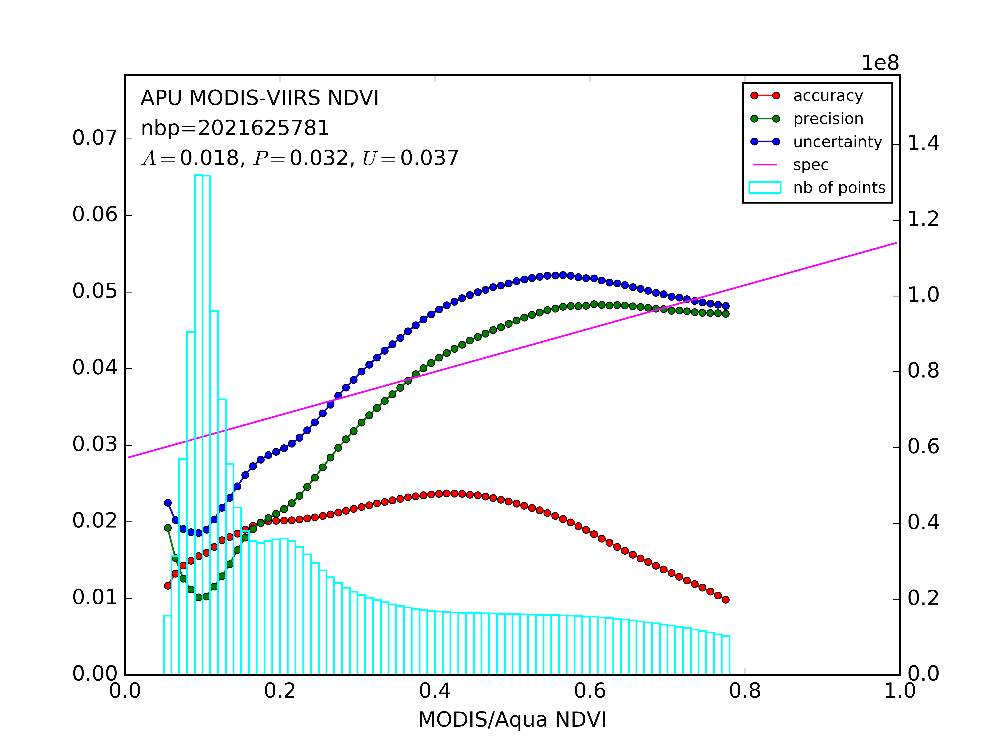 1e8
APU MODIS-VIIRS NDVI
nbp=2021625781
A=0.018, P=0.032, U=0.037
accuracy
precision
uncertainty
spec
nb of points
0.07
0.06
0.05
0.04
0.03
0.02
0.01
0.00
1.4
1.2
1.0
0.8
0.6
0.4
0.2
0.0
0.0 0.2 0.4 0.6 0.8 1.0
MODIS/Aqua NDVI